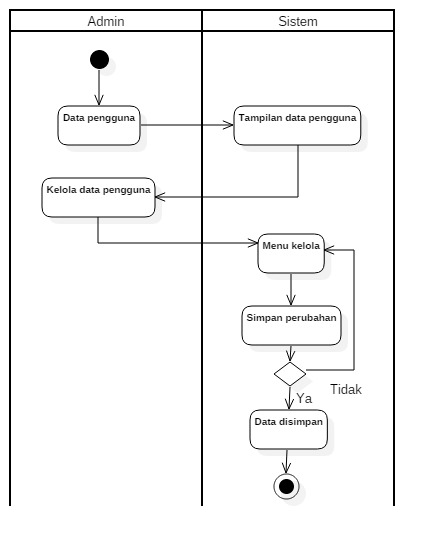 Admin
Sistem
Data pengguna
Tampilan data pengguna
Kelola data pengguna
Menu kelola
Simpan perubahan
Tidak
Ya
Data disimpan